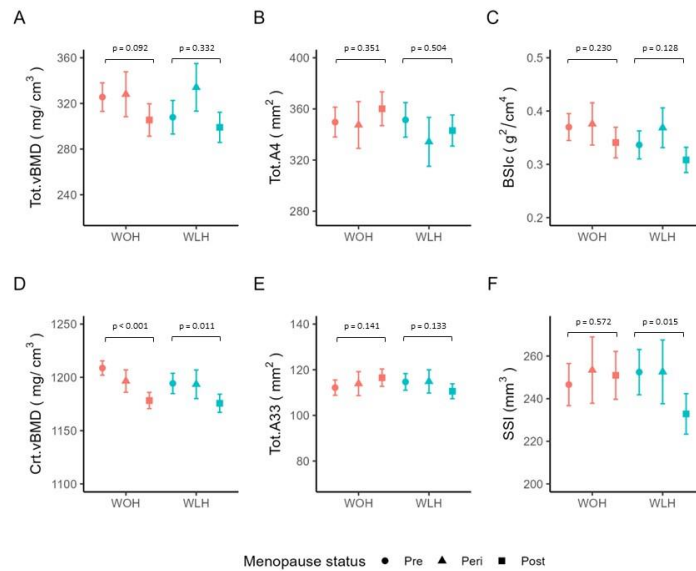 A
p = 0.092
p = 0.332
Tot.vBMD ( mg/ cm³ )
360
320
280
240
WOH
WLH
B
p = 0.351
p = 0.504
Tot.A4 ( mm² )
400
360
320
280
WOH
WLH
C
p = 0.230
p = 0.128
BSIc ( g²/cm⁴ )
0.5
0.4
0.3
0.2
WOH
WLH
D
p < 0.001
p = 0.011
Crt.vBMD ( mg/ cm³ )
1250
1200
1150
1100
WOH
WLH
E
p = 0.141
p = 0.133
Tot.A33 ( mm² )
140
120
100
80
WOH
WLH
F
p = 0.572
p = 0.015
SSI (mm³ )
260
240
220
200
WOH
WLH
Menopause status Pre Peri Post